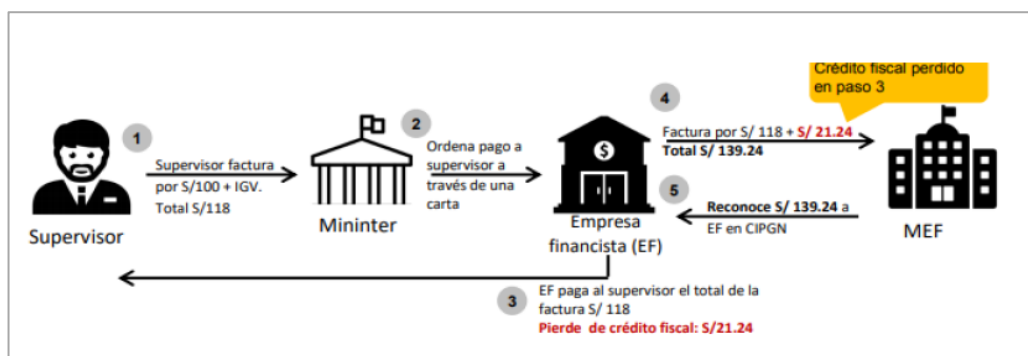 Crédito fiscal perdido
en paso 3
1
Supervisor factura
por S/100 + IGV.
Total S/118
Supervisor
2
Ordena pago a
supervisor a
través de una
carta
Mininter
$
Empresa
financista (EF)
4
Factura por S/ 118 + S/ 21.24
Total S/ 139.24
5
Reconoce S/ 139.24 a
EF en CIPGN
MEF
3
EF paga al supervisor el total de la
factura S/ 118
Pierde de crédito fiscal: S/21.24